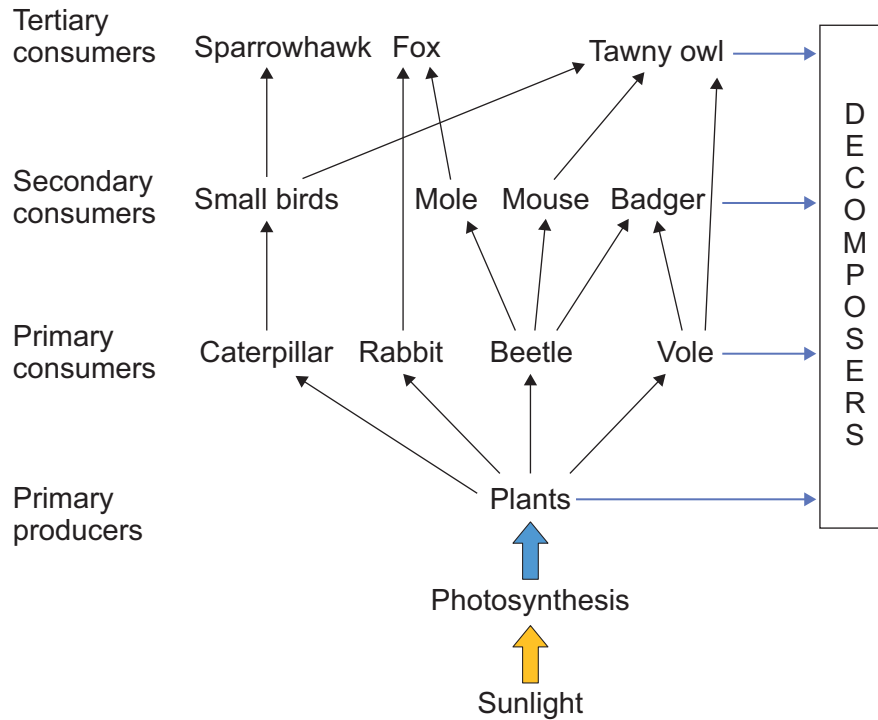 Tertiary
consumers
Sparrowhawk Fox Tawny owl
Secondary
consumers
Small birds Mole Mouse Badger
Primary
consumers
Caterpillar Rabbit Beetle Vole
Primary
producers
Plants
Photosynthesis
Sunlight
D
E
C
O
M
P
O
S
E
R
S